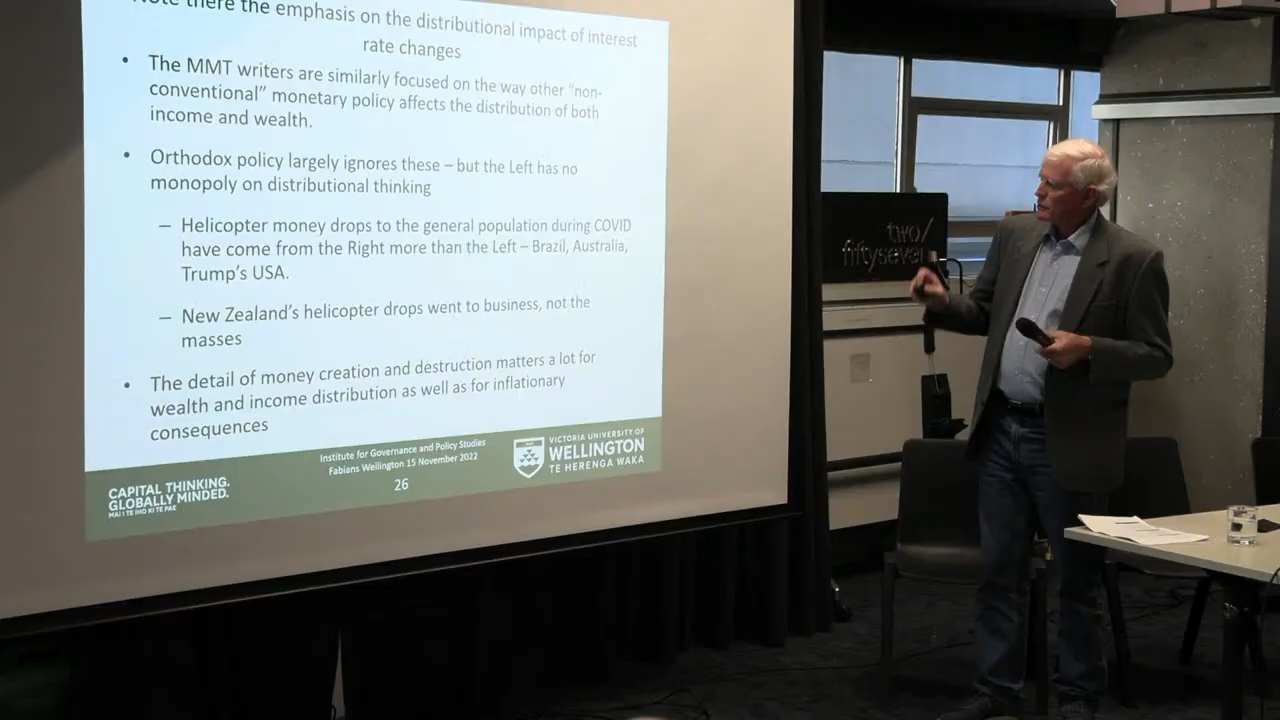 Note there the emphasis on the distributional impact of interest
rate changes
• The MMT writers are similarly focused on the way other “non-
conventional” monetary policy affects the distribution of both
income and wealth.
• Orthodox policy largely ignores these – but the Left has no
monopoly on distributional thinking
– Helicopter money drops to the general population during COVID
have come from the Right more than the Left – Brazil, Australia,
Trump’s USA.
– New Zealand’s helicopter drops went to business, not the
masses
• The detail of money creation and destruction matters a lot for
wealth and income distribution as well as for inflationary
consequences
Institute for Governance and Policy Studies
Fabians Wellington 15 November 2022
26
CAPITAL THINKING.
GLOBALLY MINDED.
MAI I TE IHO KI TE PAE
VICTORIA UNIVERSITY OF
WELLINGTON
TE HERENGA WAKA
two/
fiftyseven